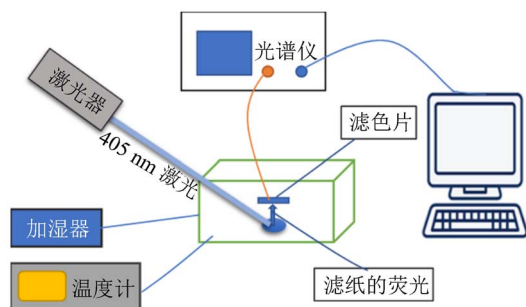 光谱仪
激光器
405 nm 激光
滤色片
加湿器
温度计
滤纸的荧光